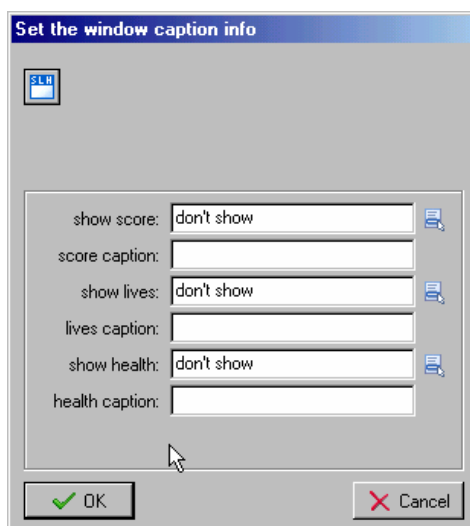 Set the window caption info
SLH
show score: don't show
score caption:
show lives: don't show
lives caption:
show health: don't show
health caption:
OK Cancel